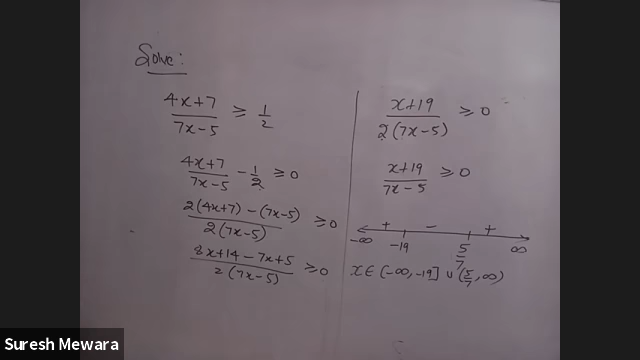 Solve:
4x+7 / 7x-5 ≥ 1/2
4x+7 / 7x-5 - 1/2 ≥ 0
2(4x+7) - (7x-5) / 2(7x-5) ≥ 0
8x+14-7x+5 / 2(7x-5) ≥ 0
x+19 / 2(7x-5) ≥ 0
x+19 / 7x-5 ≥ 0
+ - +
-∞ -19 5/7 ∞
x∈(-∞,-19] ∪ (5/7,∞)
Suresh Mewara